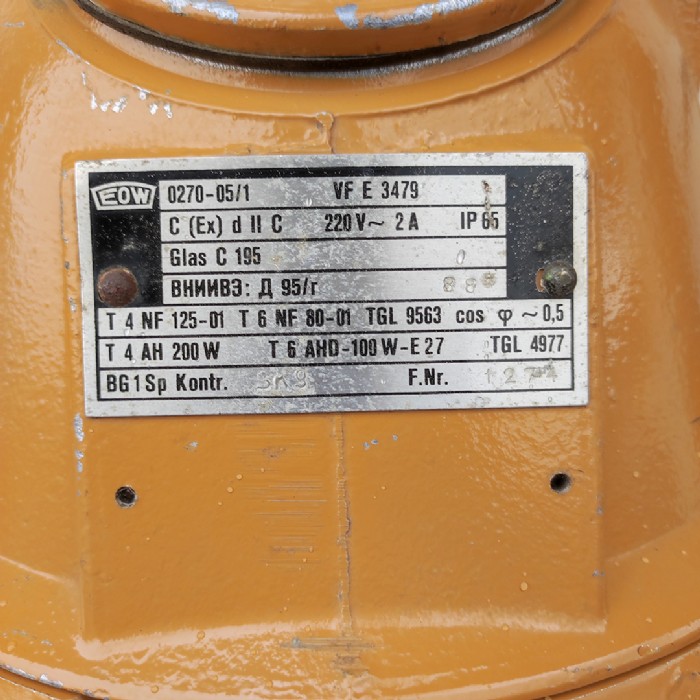 EOW 0270-05/1 VF E 3479
C (Ex) d II C 220 V~ 2 A IP 65
Glas C 195
ВНИИВЭ: Д 95/г
T 4 NF 125-01 T 6 NF 80-01 TGL 9563 cos φ ~ 0,5
T 4 AH 200 W T 6 AHD-100 W-E 27 TGL 4977
BG1Sp Kontr. F.Nr.